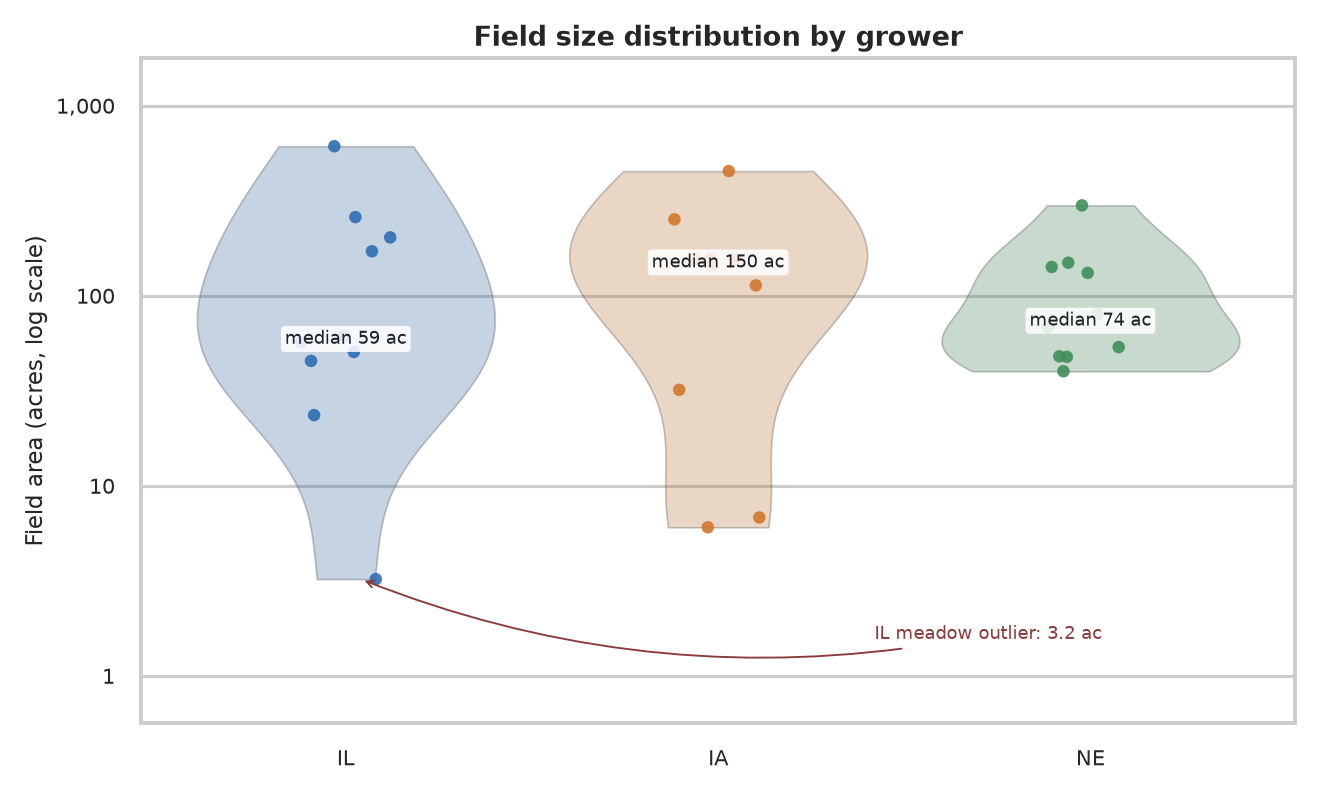 Field size distribution by grower
Field area (acres, log scale)
1,000
100
10
1
median 59 ac
median 150 ac
median 74 ac
IL meadow outlier: 3.2 ac
IL
IA
NE